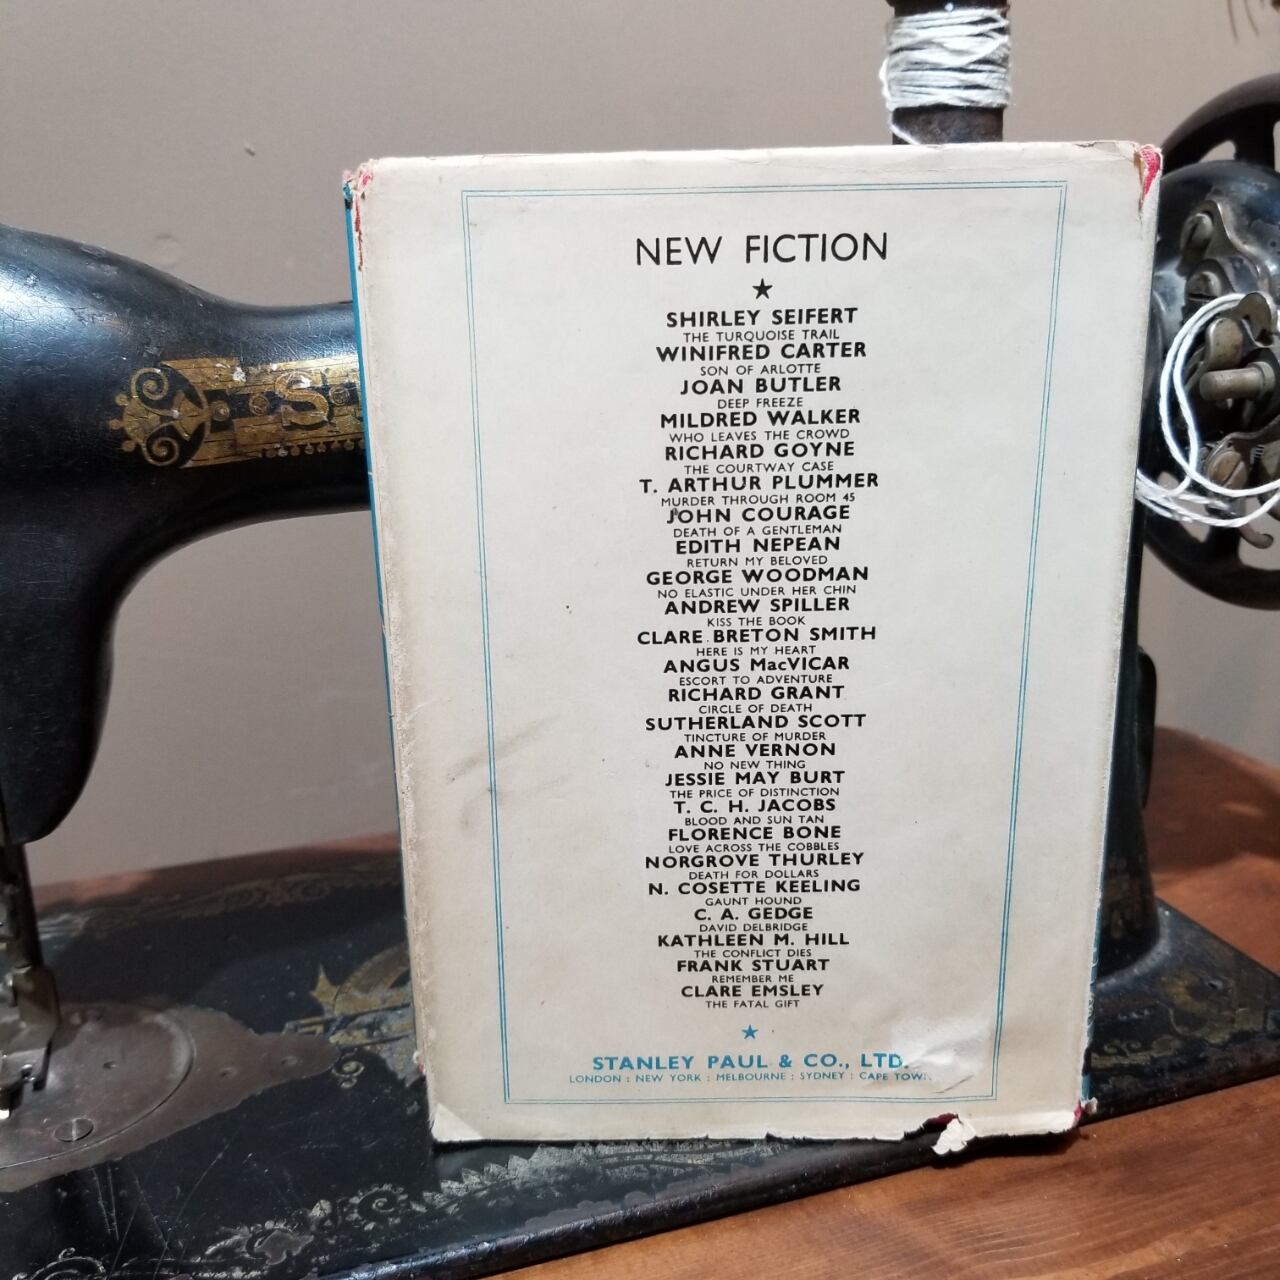 NEW FICTION
SHIRLEY SEIFERT
THE TURQUOISE TRAIL
WINIFRED CARTER
SON OF ARLOTTE
JOAN BUTLER
DEEP FREEZE
MILDRED WALKER
WHO LEAVES THE CROWD
RICHARD GOYNE
THE COURTWAY CASE
T. ARTHUR PLUMMER
MURDER THROUGH ROOM 45
JOHN COURAGE
DEATH OF A GENTLEMAN
EDITH NEPEAN
RETURN MY BELOVED
GEORGE WOODMAN
NO ELASTIC UNDER HER CHIN
ANDREW SPILLER
KISS THE BOOK
CLARE BRETON SMITH
HERE IS MY HEART
ANGUS MacVICAR
ESCORT TO ADVENTURE
RICHARD GRANT
CIRCLE OF DEATH
SUTHERLAND SCOTT
TINCTURE OF MURDER
ANNE VERNON
NO NEW THING
JESSIE MAY BURT
THE PRICE OF DISTINCTION
T. C. H. JACOBS
BLOOD AND SUN TAN
FLORENCE BONE
LOVE ACROSS THE COBBLES
NORGROVE THURLEY
DEATH FOR DOLLARS
N. COSETTE KEELING
GAUNT HOUND
C. A. GEDGE
DAVID DELBRIDGE
KATHLEEN M. HILL
THE CONFLICT DIES
FRANK STUART
REMEMBER ME
CLARE EMSLEY
THE FATAL GIFT
STANLEY PAUL & CO., LTD.
LONDON : NEW YORK : MELBOURNE : SYDNEY : CAPE TOWN